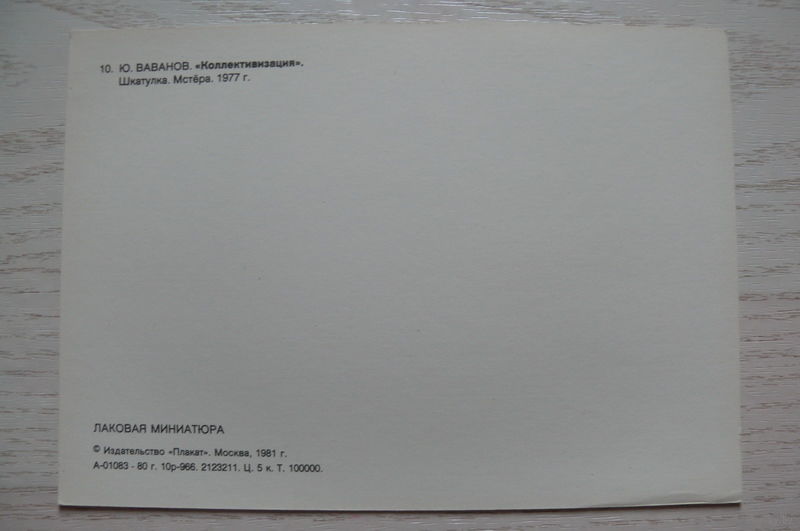 10. Ю. ВАВАНОВ. «Коллективизация».
Шкатулка. Мстёра. 1977 г.
ЛАКОВАЯ МИНИАТЮРА
© Издательство «Плакат». Москва, 1981 г.
А-01083 - 80 г. 10р-966. 2123211. Ц. 5 к. Т. 100000.